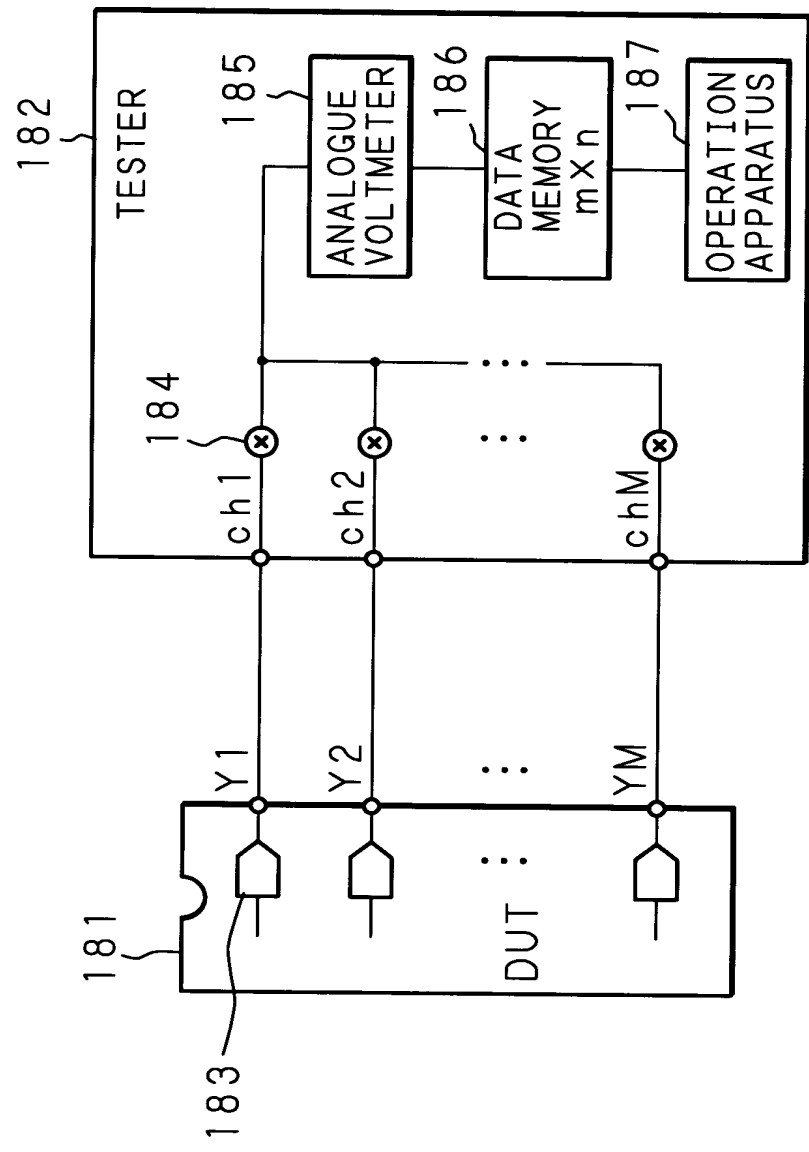 182
TESTER
181
183
DUT
Y1
Y2
...
YM
...
ch1
ch2
chM
184
...
...
185
ANALOGUE
VOLTMETER
186
DATA
MEMORY
m×n
187
OPERATION
APPARATUS